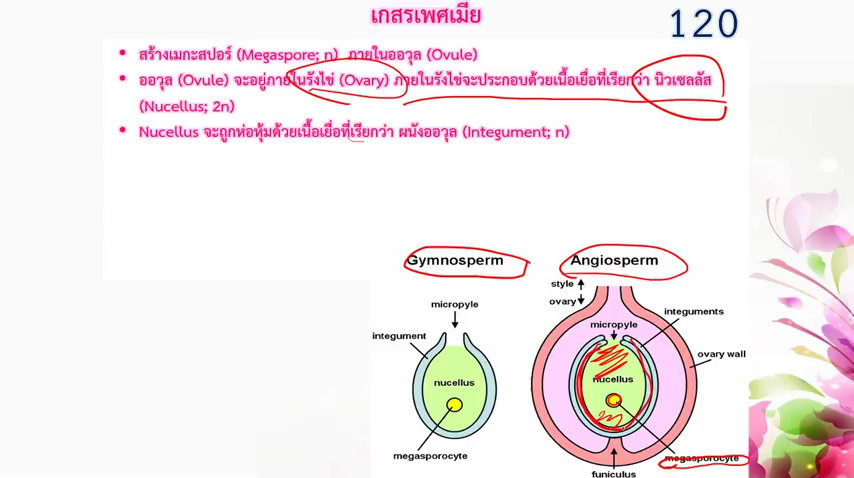 เกสรเพศเมีย
120
• สร้างเมกะสปอร์ (Megaspore; n) ภายในออวุล (Ovule)
• ออวุล (Ovule) จะอยู่ภายในรังไข่ (Ovary) ภายในรังไข่จะประกอบด้วยเนื้อเยื่อที่เรียกว่า นิวเซลลัส
(Nucellus; 2n)
• Nucellus จะถูกห่อหุ้มด้วยเนื้อเยื่อที่เรียกว่า ผนังออวุล (Integument; n)
Gymnosperm
micropyle
integument
nucellus
megasporocyte
Angiosperm
style
ovary
integuments
micropyle
ovary wall
nucellus
megasporocyte
funiculus